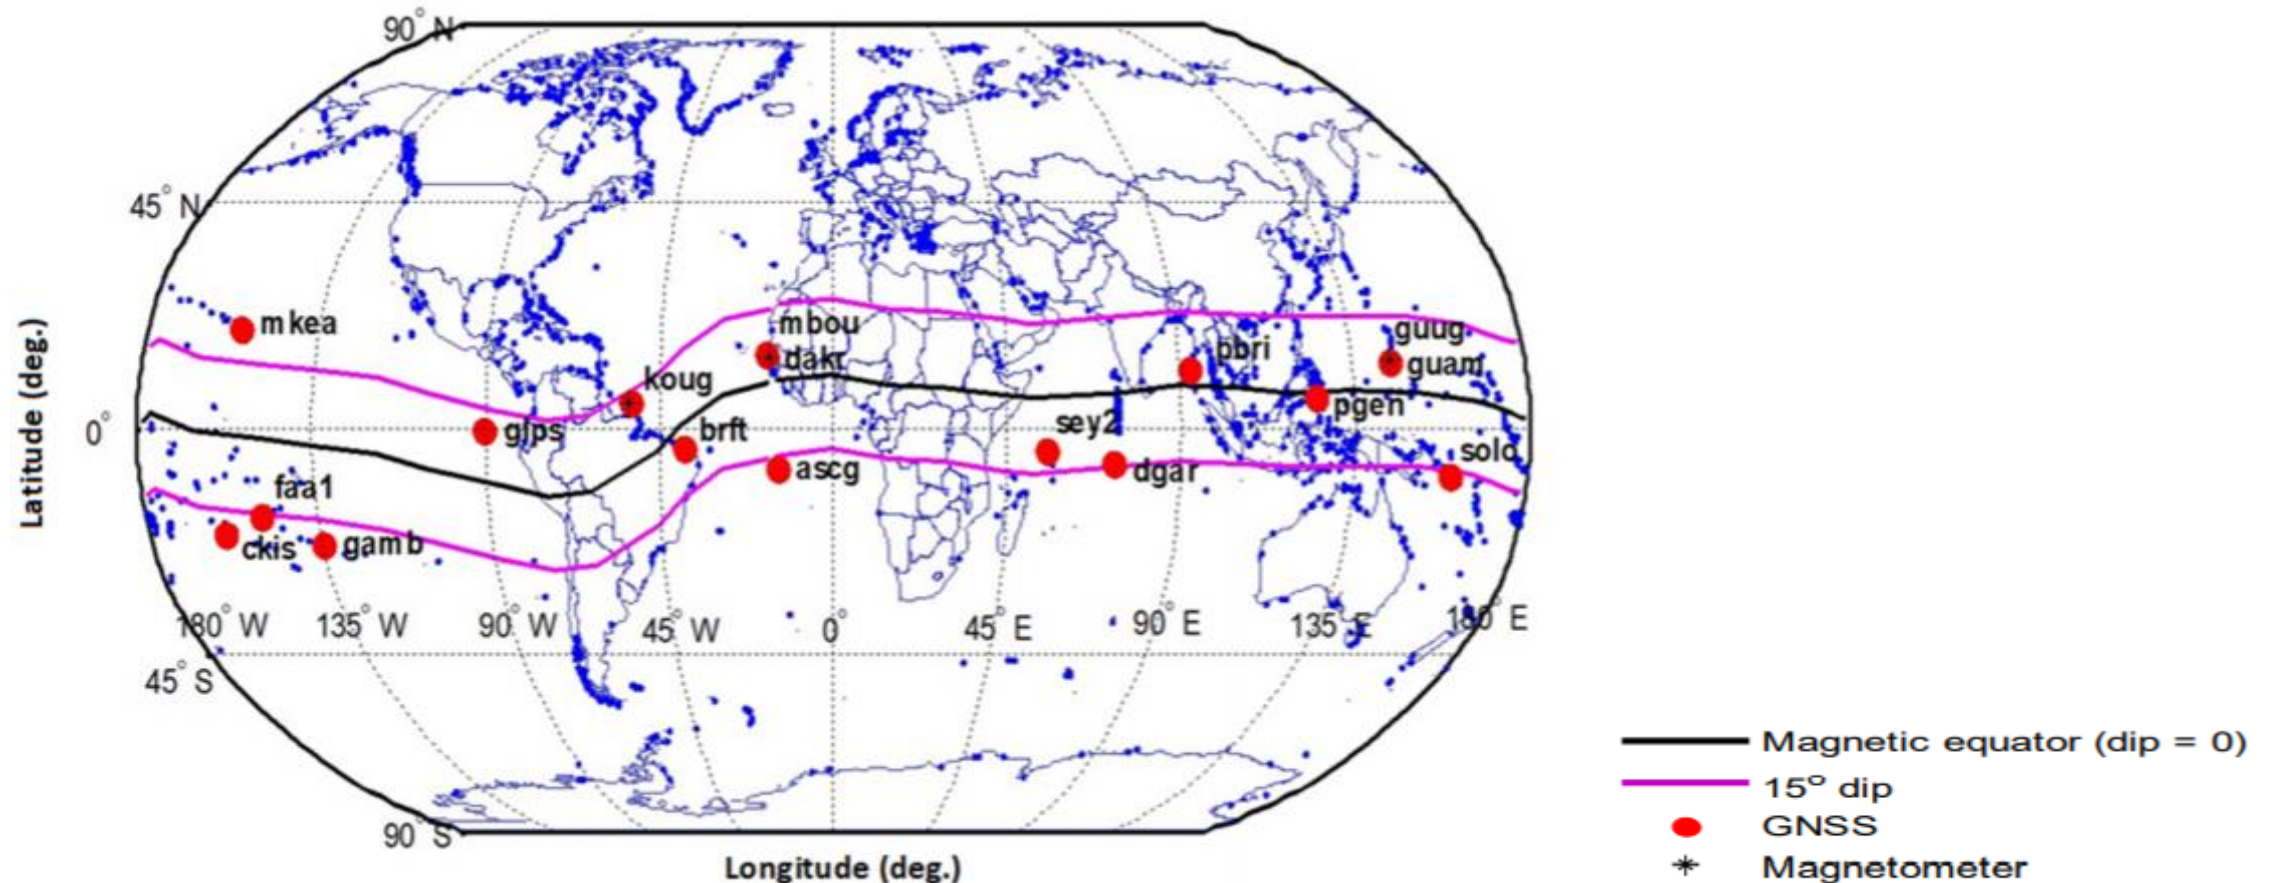 90° N
45° N
mkea
mbou
guug
dakr
pbri
guam
koug
pgen
0°
glps
brft
sey2
solo
ascg
dgar
faa1
ckis
gamb
180° W
135° W
90° W
45° W
0°
45° E
90° E
135° E
180° E
45° S
90° S
Latitude (deg.)
Longitude (deg.)
Magnetic equator (dip = 0)
15° dip
GNSS
Magnetometer